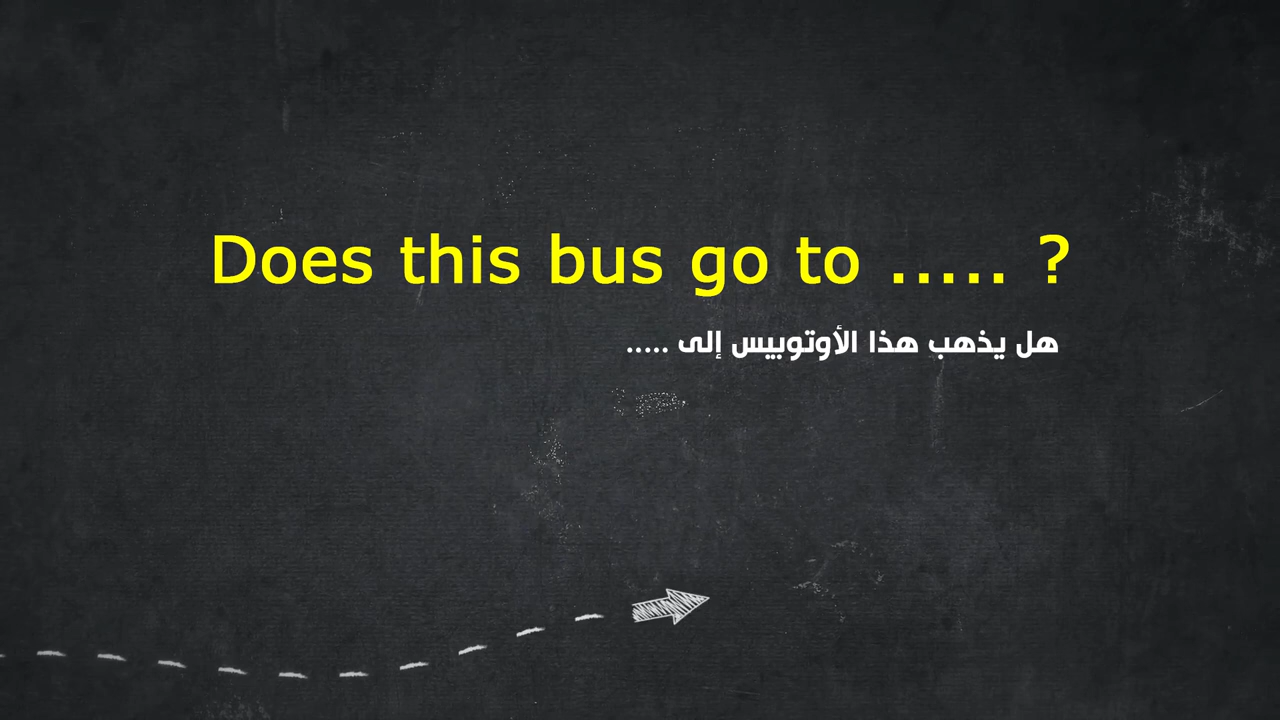 Does this bus go to ..... ?
هل يذهب هذا الأوتوبيس إلى .....